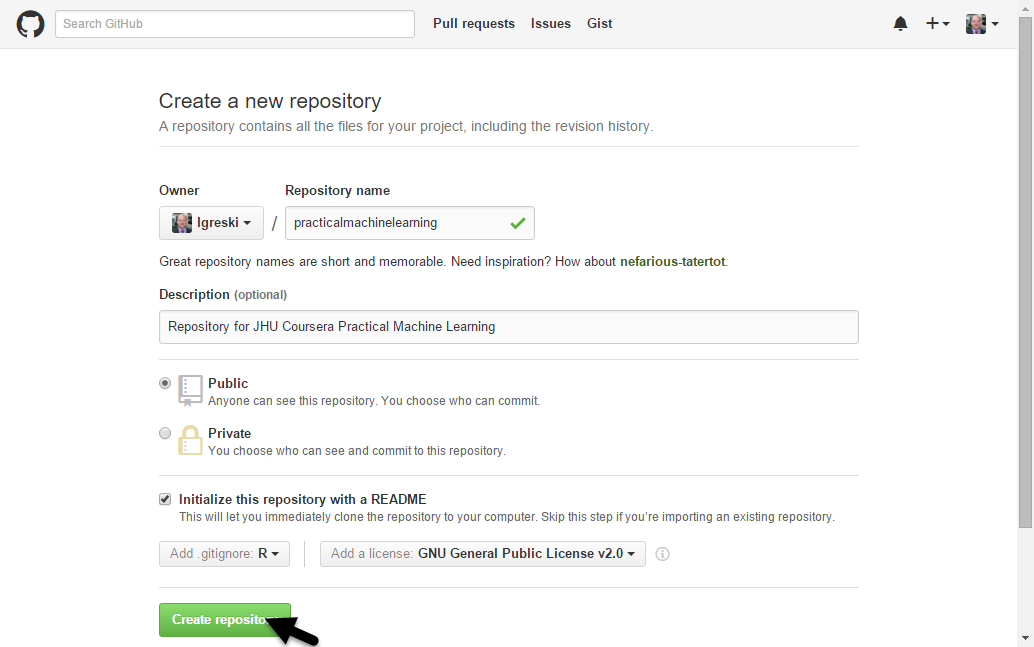 Search GitHub Pull requests Issues Gist
Create a new repository
A repository contains all the files for your project, including the revision history.
Owner Repository name
lgreski / practicalmachinelearning
Great repository names are short and memorable. Need inspiration? How about nefarious-tatertot.
Description (optional)
Repository for JHU Coursera Practical Machine Learning
Public
Anyone can see this repository. You choose who can commit.
Private
You choose who can see and commit to this repository.
Initialize this repository with a README
This will let you immediately clone the repository to your computer. Skip this step if you're importing an existing repository.
Add .gitignore: R Add a license: GNU General Public License v2.0
Create repository